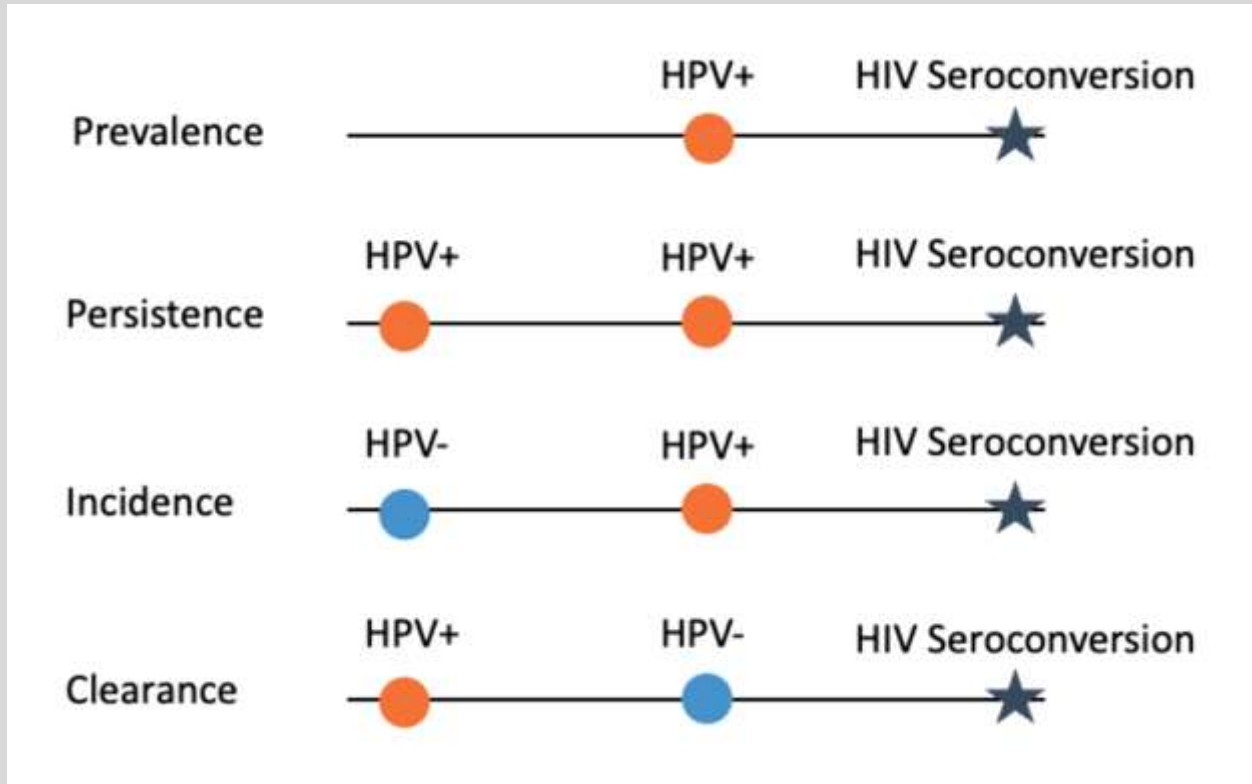 HPV+ HIV Seroconversion
Prevalence
HPV+ HPV+ HIV Seroconversion
Persistence
HPV- HPV+ HIV Seroconversion
Incidence
HPV+ HPV- HIV Seroconversion
Clearance